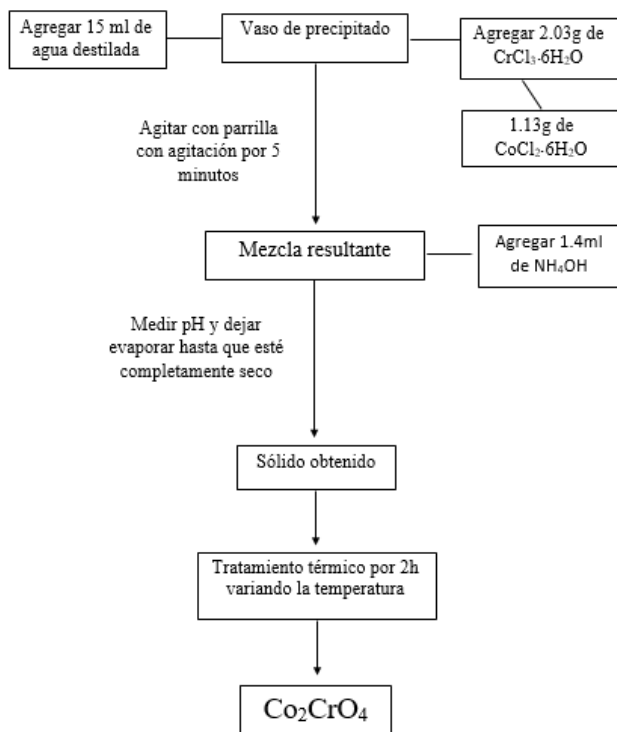 Agregar 15 ml de
agua destilada
Vaso de precipitado
Agregar 2.03g de
CrCl₃·6H₂O
1.13g de
CoCl₂·6H₂O
Agitar con parrilla
con agitación por 5
minutos
Mezcla resultante
Agregar 1.4ml
de NH₄OH
Medir pH y dejar
evaporar hasta que esté
completamente seco
Sólido obtenido
Tratamiento térmico por 2h
variando la temperatura
Co₂CrO₄